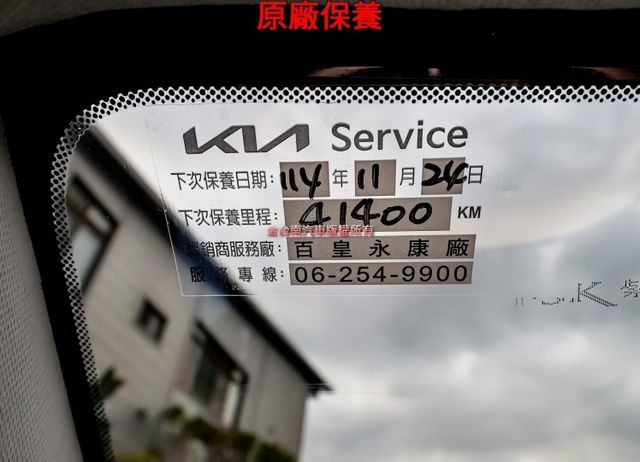 原廠保養
KIA Service
下次保養日期: 114 年 11 月 24 日
下次保養里程: 41400 KM
銷商服務廠: 百皇永康廠
服務專線: 06-254-9900